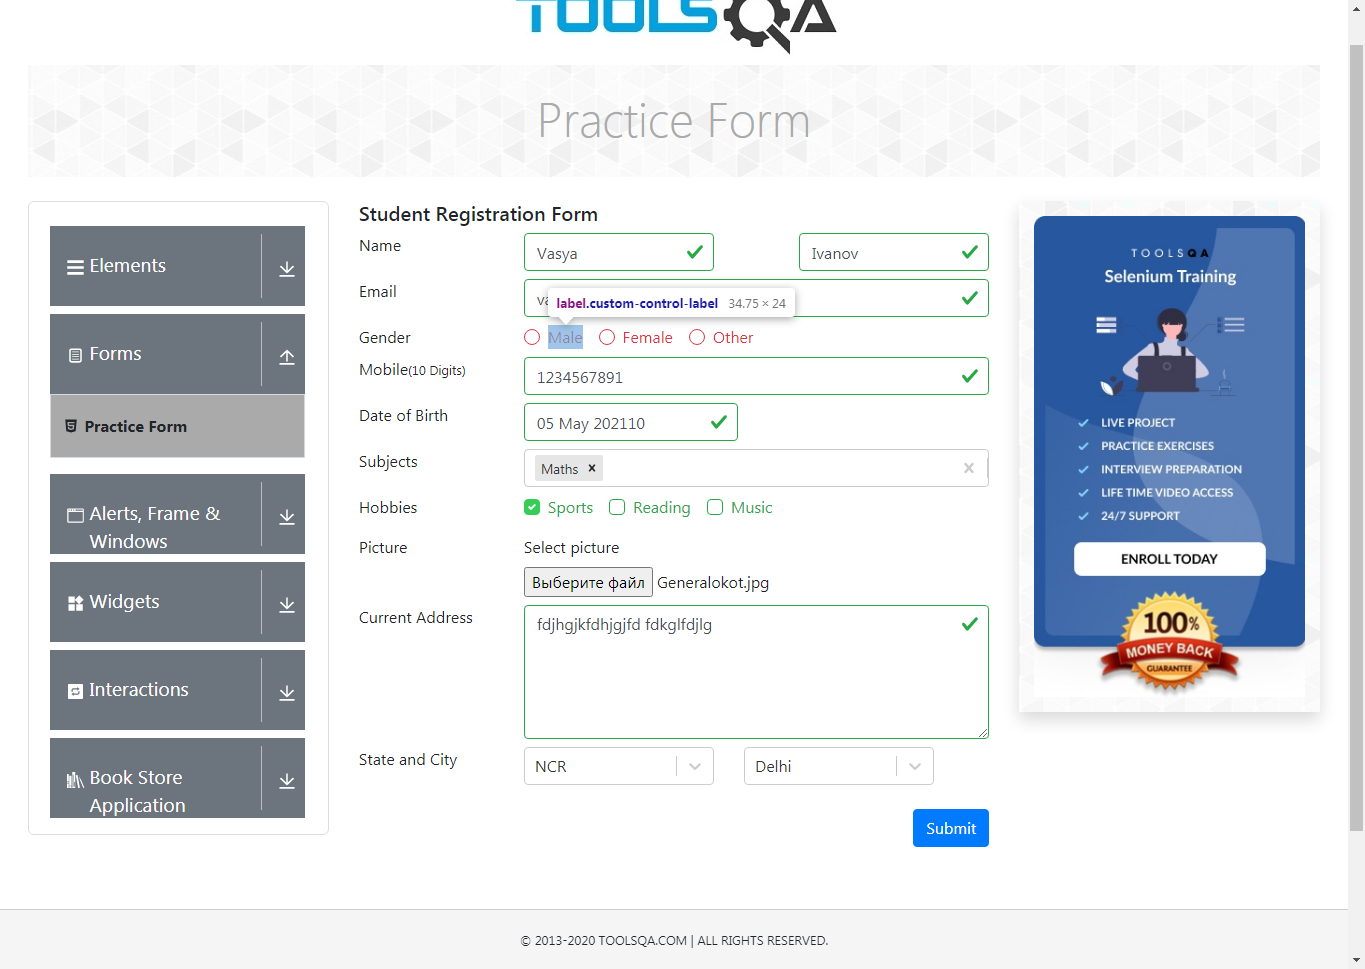 TOOLSQA
Practice Form
Elements
Forms
Practice Form
Alerts, Frame &
Windows
Widgets
Interactions
Book Store
Application
Student Registration Form
Name
Vasya
Ivanov
Email
label.custom-control-label 34.75 × 24
Gender
Male
Female
Other
Mobile(10 Digits)
1234567891
Date of Birth
05 May 202110
Subjects
Maths
Hobbies
Sports
Reading
Music
Picture
Select picture
Выберите файл Generalokot.jpg
Current Address
fdjhgjkfdhjgjfd fdkglfdjlg
State and City
NCR
Delhi
Submit
TOOLSQA
Selenium Training
LIVE PROJECT
PRACTICE EXERCISES
INTERVIEW PREPARATION
LIFE TIME VIDEO ACCESS
24/7 SUPPORT
ENROLL TODAY
100%
MONEY BACK
GUARANTEE
© 2013-2020 TOOLSQA.COM | ALL RIGHTS RESERVED.